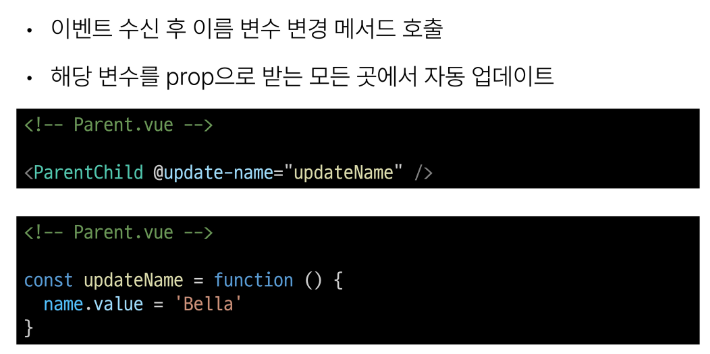 • 이벤트 수신 후 이름 변수 변경 메서드 호출
• 해당 변수를 prop으로 받는 모든 곳에서 자동 업데이트
<!-- Parent.vue -->
<ParentChild @update-name="updateName" />
<!-- Parent.vue -->
const updateName = function () {
  name.value = 'Bella'
}